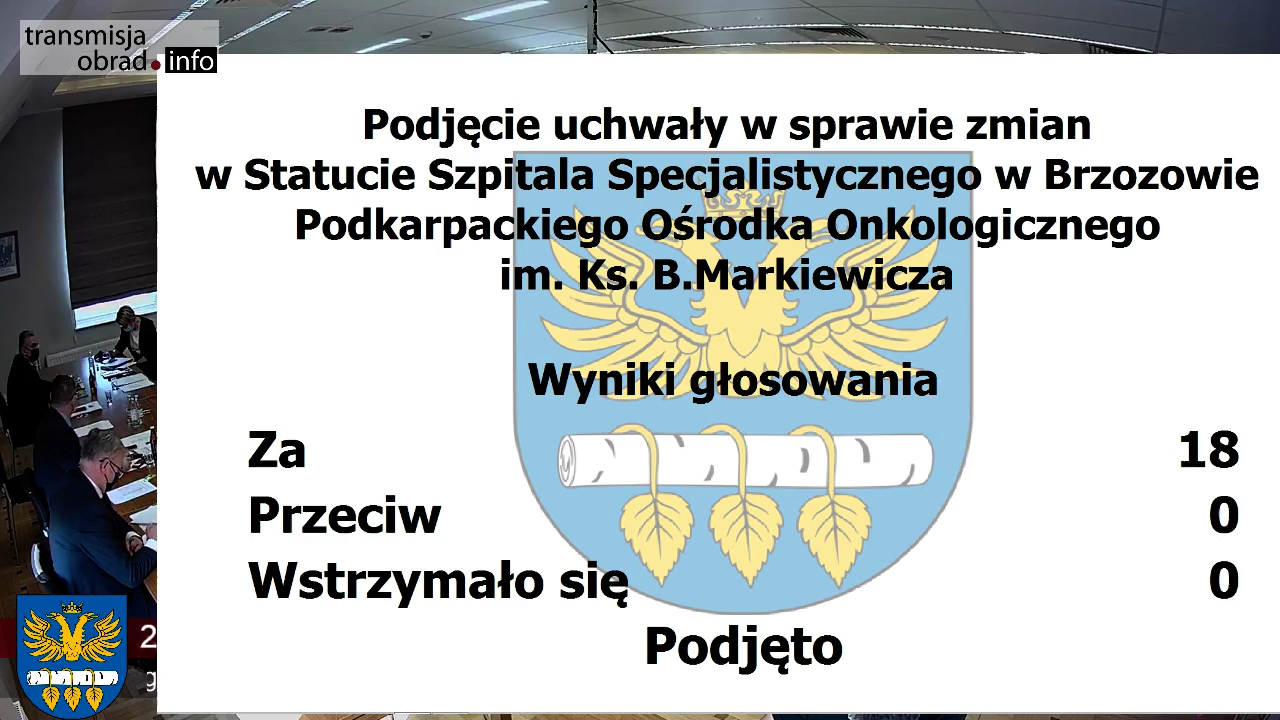 transmisja
obrad.info
Podjęcie uchwały w sprawie zmian
w Statucie Szpitala Specjalistycznego w Brzozowie
Podkarpackiego Ośrodka Onkologicznego
im. Ks. B.Markiewicza
Wyniki głosowania
Za 18
Przeciw 0
Wstrzymało się 0
Podjęto
2
g